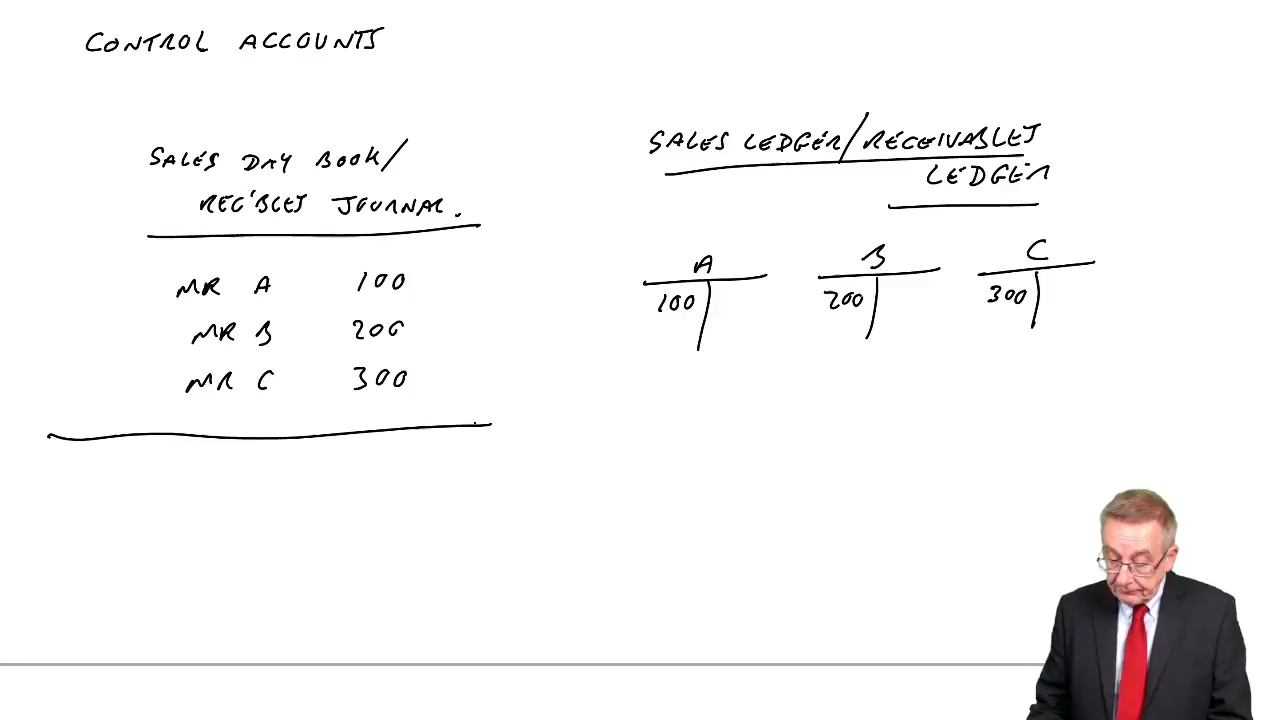 CONTROL ACCOUNTS
SALES DAY BOOK/
REC'BLES JOURNAL.
MR A 100
MR B 200
MR C 300
SALES LEDGER/RECEIVABLES
LEDGER
A B C
100 200 300